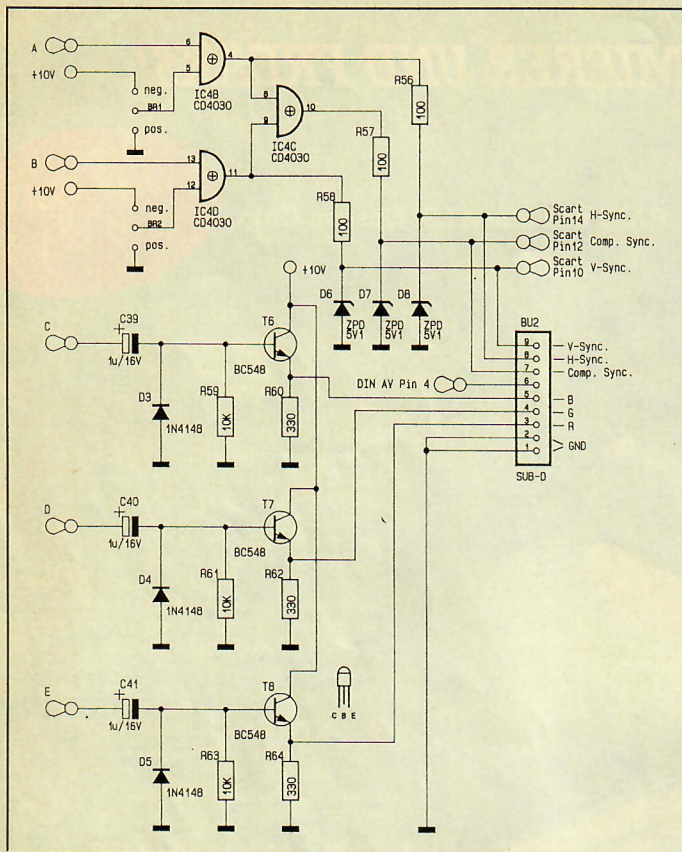 A
+10V
neg.
BR1
pos.
6
5
4
IC4B
CD4030
8
9
10
IC4C
CD4030
B
+10V
neg.
BR2
pos.
13
12
11
IC4D
CD4030
R56
100
R57
100
R58
100
Scart
Pin14 H-Sync.
Scart
Pin12 Comp. Sync.
Scart
Pin10 V-Sync.
+10V
D6
ZPD
5V1
D7
ZPD
5V1
D8
ZPD
5V1
C
C39
+
1u/16V
D3
1N4148
R59
10K
T6
BC548
R60
330
BU2
9 V-Sync.
8 H-Sync.
7 Comp. Sync.
DIN AV Pin 4
6
5 B
4 G
3 R
2
1
GND
SUB-D
D
C40
+
1u/16V
D4
1N4148
R61
10K
T7
BC548
R62
330
E
C41
+
1u/16V
D5
1N4148
R63
10K
T8
BC548
R64
330
C B E